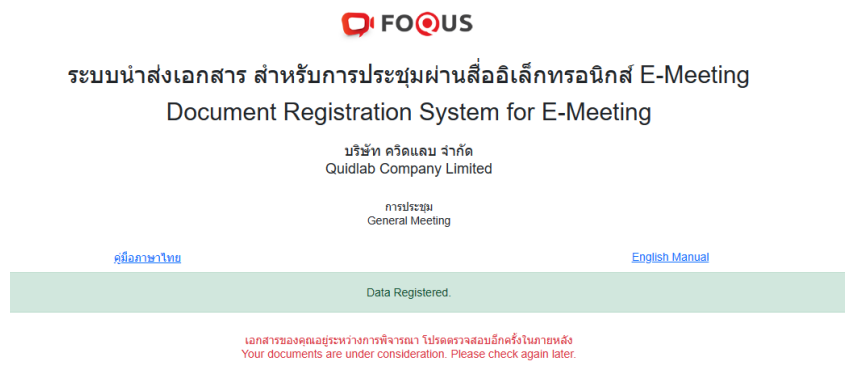 FOQUS
ระบบนำส่งเอกสาร สำหรับการประชุมผ่านสื่ออิเล็กทรอนิกส์ E-Meeting
Document Registration System for E-Meeting
บริษัท ควิดแลบ จำกัด
Quidlab Company Limited
การประชุม
General Meeting
คู่มือภาษาไทย English Manual
Data Registered.
เอกสารของคุณอยู่ระหว่างการพิจารณา โปรดตรวจสอบอีกครั้งในภายหลัง
Your documents are under consideration. Please check again later.